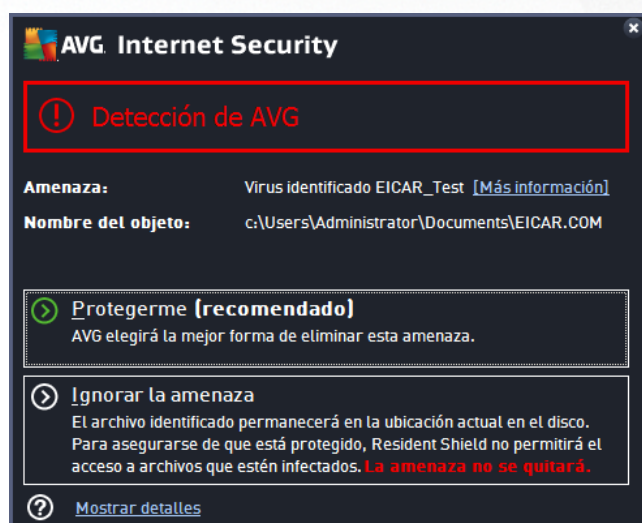 AVG. Internet Security
Detección de AVG
Amenaza: Virus identificado EICAR_Test [Más información]
Nombre del objeto: c:\Users\Administrator\Documents\EICAR.COM
Protegerme (recomendado)
AVG elegirá la mejor forma de eliminar esta amenaza.
Ignorar la amenaza
El archivo identificado permanecerá en la ubicación actual en el disco.
Para asegurarse de que está protegido, Resident Shield no permitirá el
acceso a archivos que estén infectados. La amenaza no se quitará.
Mostrar detalles